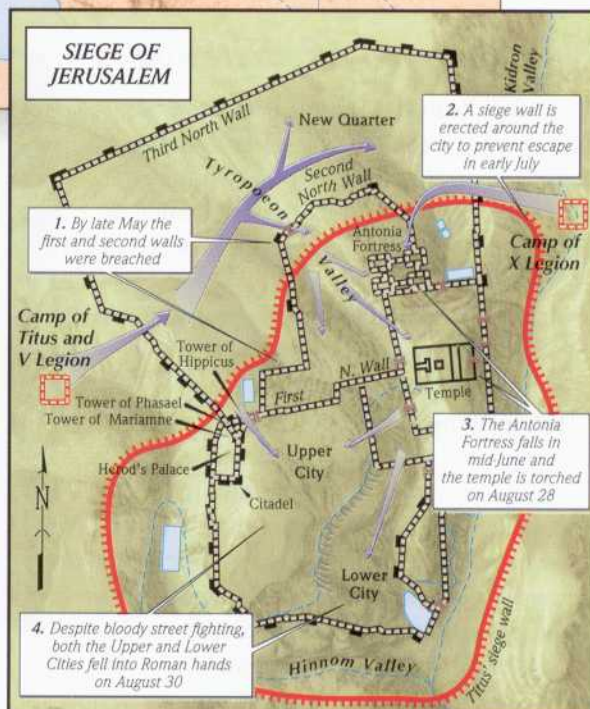 SIEGE OF
JERUSALEM
Kidron
Valley
New Quarter
Third North Wall
2. A siege wall is
erected around the
city to prevent escape
in early July
Tyropoeon
Valley
Second
North Wall
1. By late May the
first and second walls
were breached
Antonia
Fortress
Camp of
X Legion
Camp of
Titus and
V Legion
Tower of
Hippicus
First
N. Wall
Temple
Tower of Phasael
Tower of Mariamne
3. The Antonia
Fortress falls in
mid-June and
the temple is torched
on August 28
Upper
City
Herod's Palace
N
Citadel
Lower
City
4. Despite bloody street fighting,
both the Upper and Lower
Cities fell into Roman hands
on August 30
Hinnom Valley
Titus' siege wall